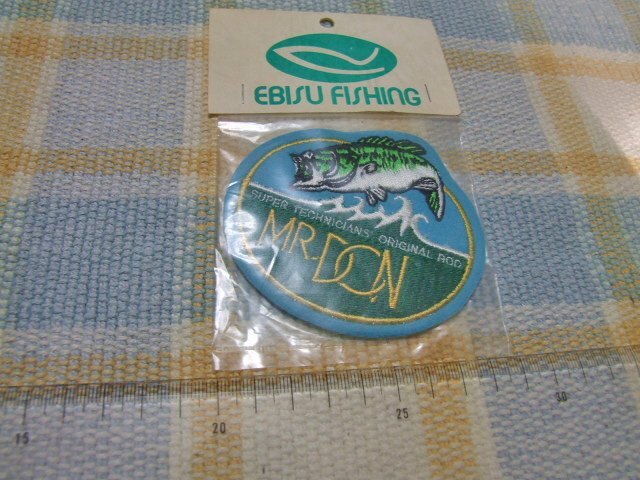 EBISU FISHING
SUPER TECHNICIANS ORIGINAL ROD
MR.DON
15
20
25
30